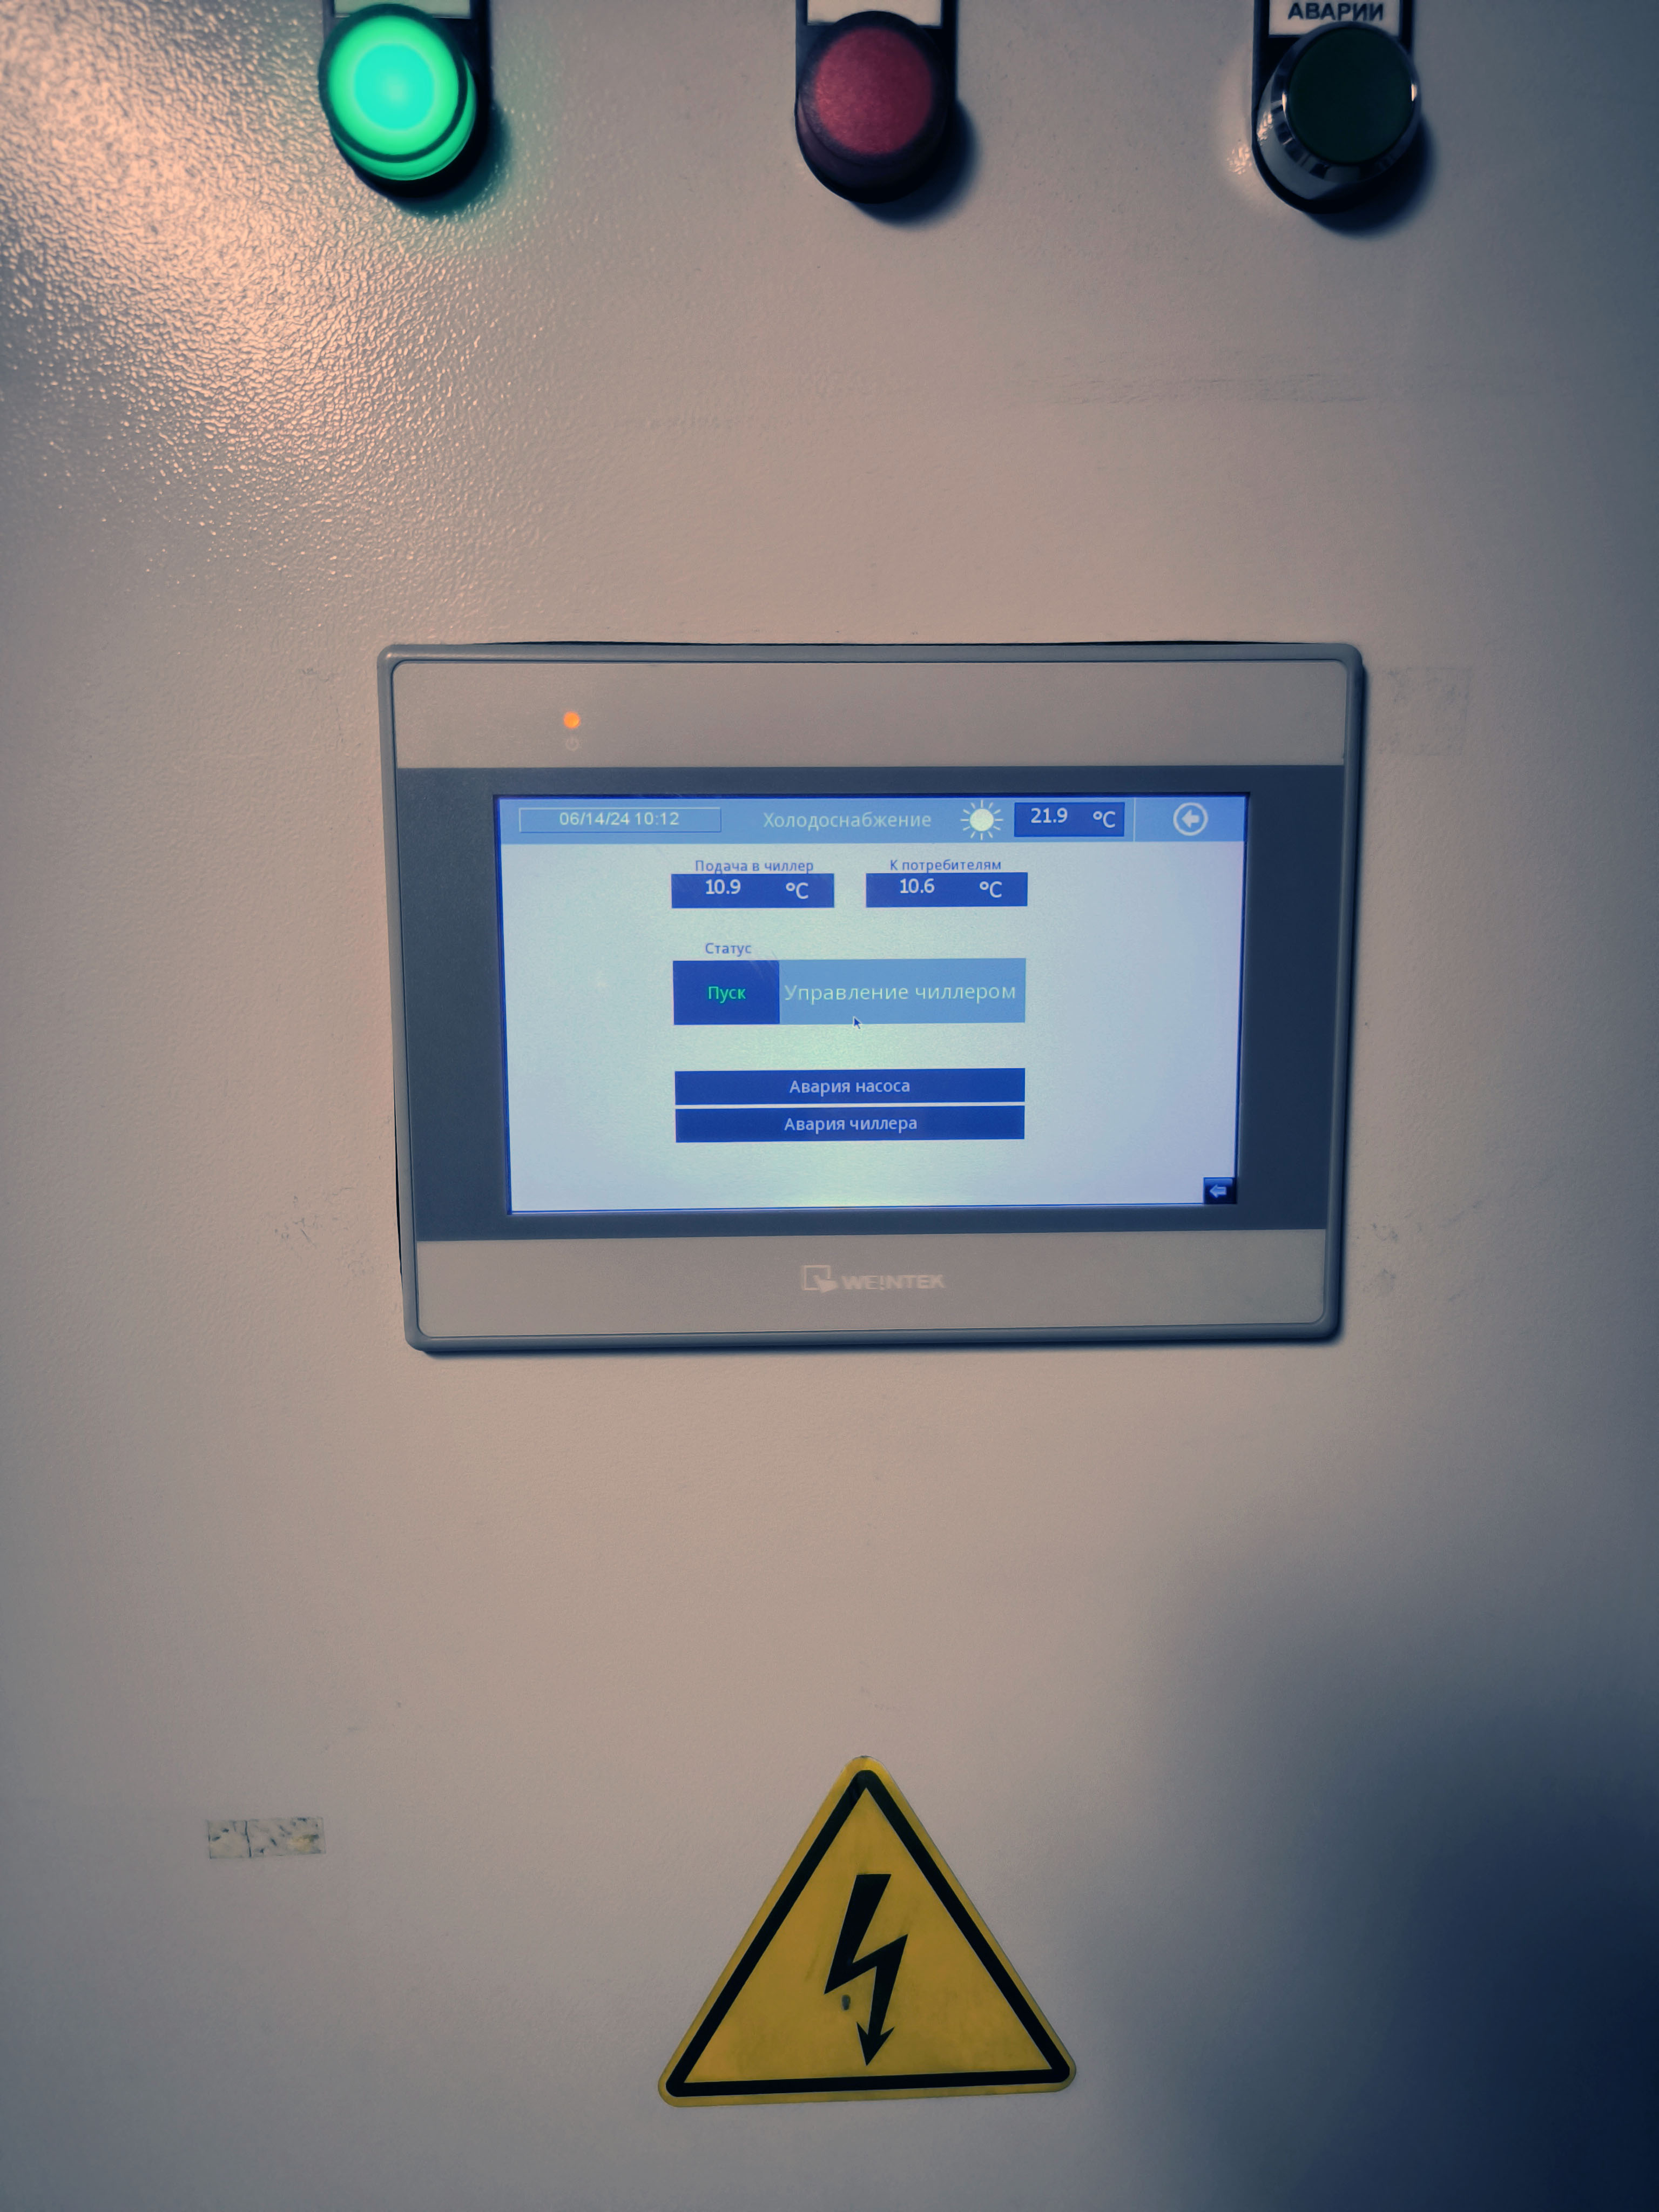 АВАРИИ
06/14/24 10:12
Холодоснабжение
21.9 °C
Подача в чиллер
К потребителям
10.9 °C
10.6 °C
Статус
Пуск
Управление чиллером
Авария насоса
Авария чиллера
WEINTEK